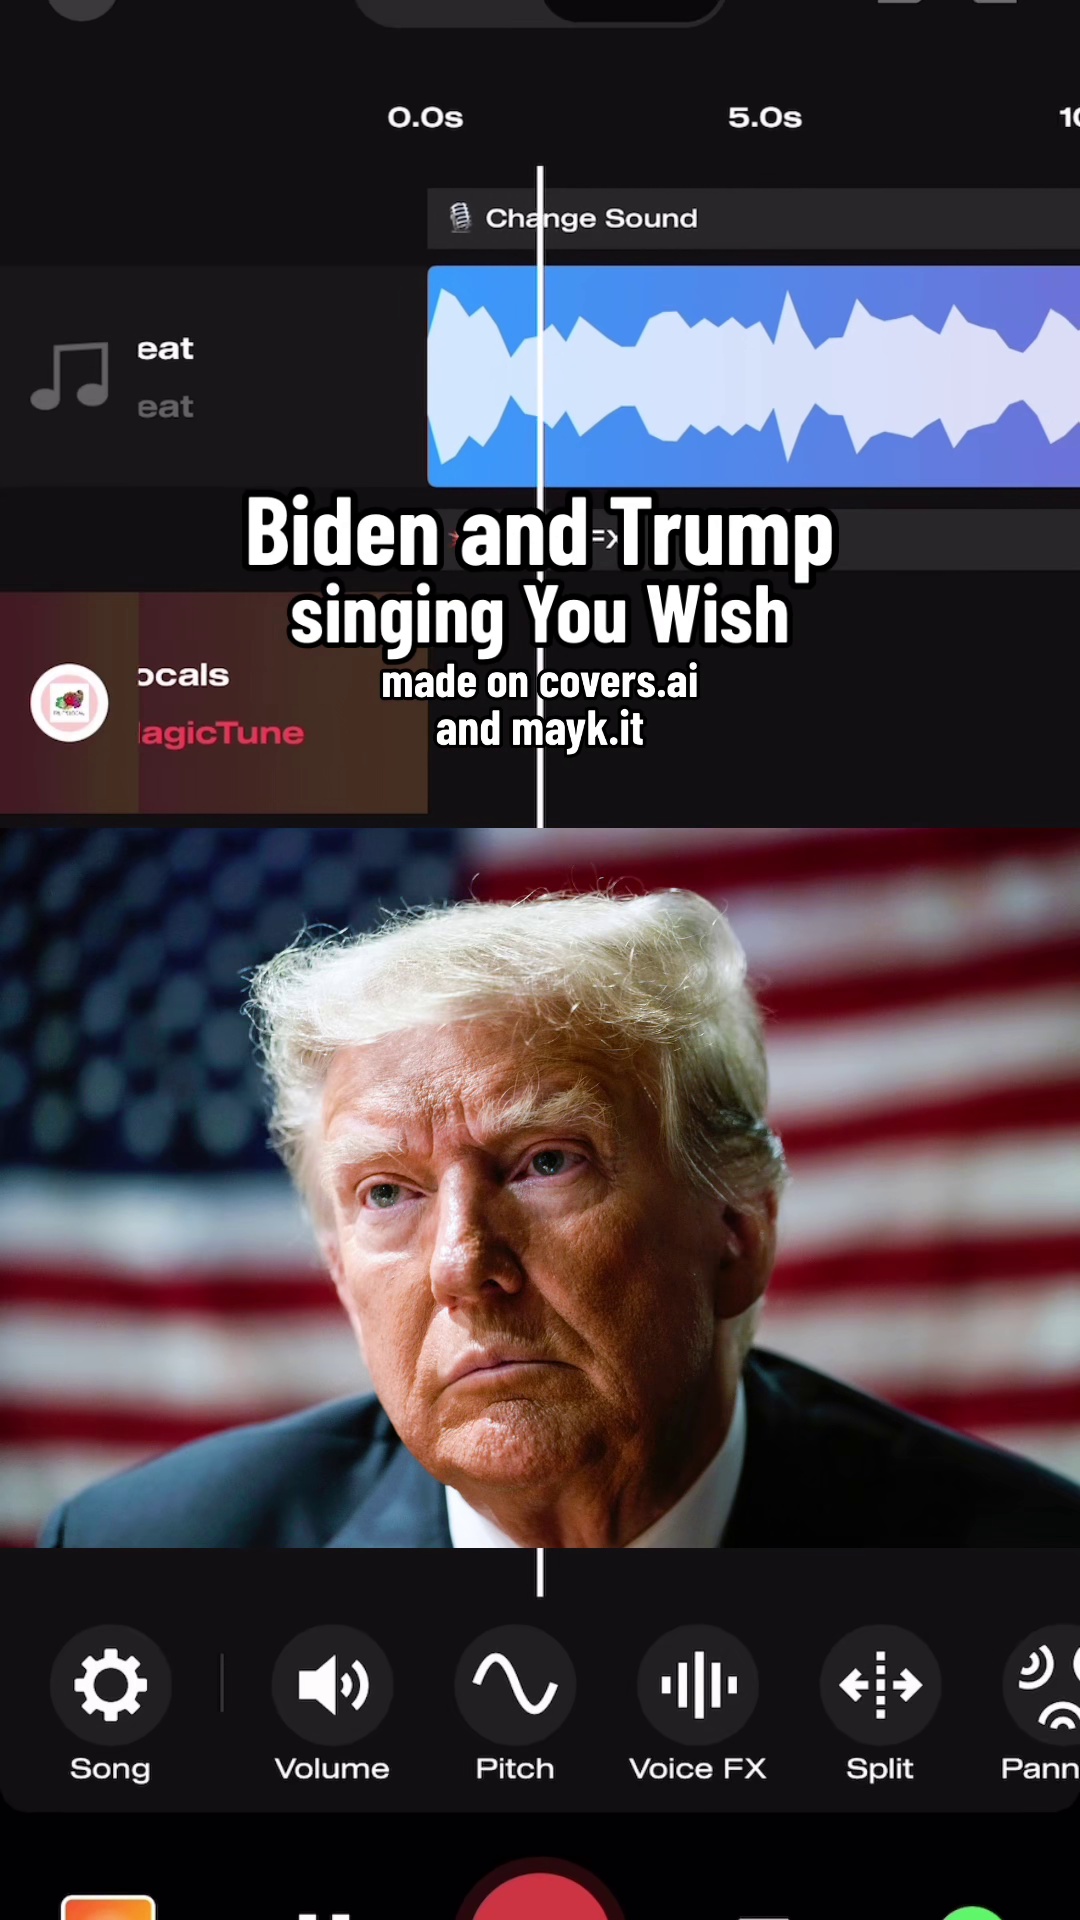 0.0s 5.0s
Change Sound
eat
eat
Biden and Trump
singing You Wish
made on covers.ai
and mayk.it
ocals
agicTune
Song Volume Pitch Voice FX Split Pann